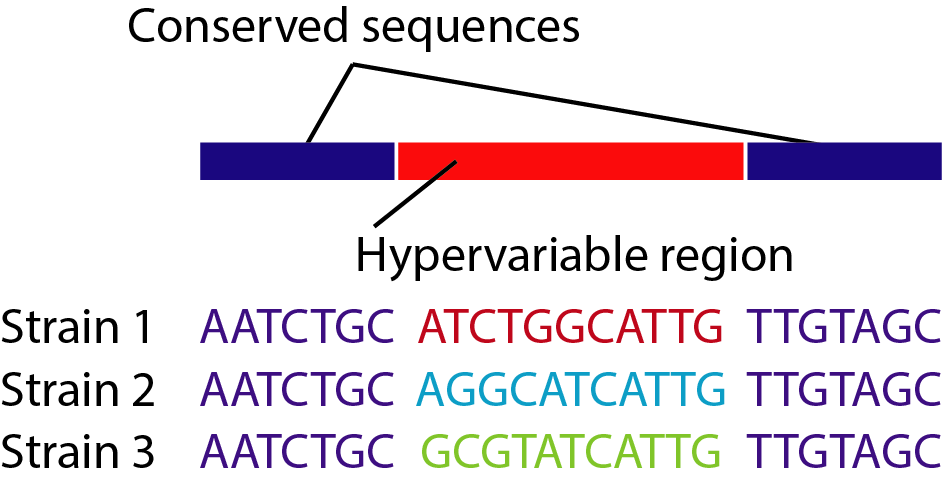 Conserved sequences
Hypervariable region
Strain 1 AATCTGC ATCTGGCATTG TTGTAGC
Strain 2 AATCTGC AGGCATCATTG TTGTAGC
Strain 3 AATCTGC GCGTATCATTG TTGTAGC